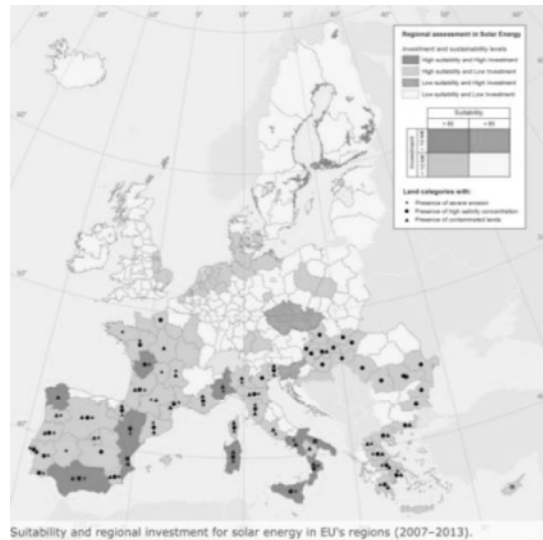 Regional assessment in Solar Energy
Investment and sustainability levels
High suitability and High Investment
High suitability and Low Investment
Low suitability and High Investment
Low suitability and Low Investment
Suitability
Investment
Land categories with:
Presence of severe erosion
Presence of high salinity concentration
Presence of contaminated lands
Suitability and regional investment for solar energy in EU's regions (2007–2013).